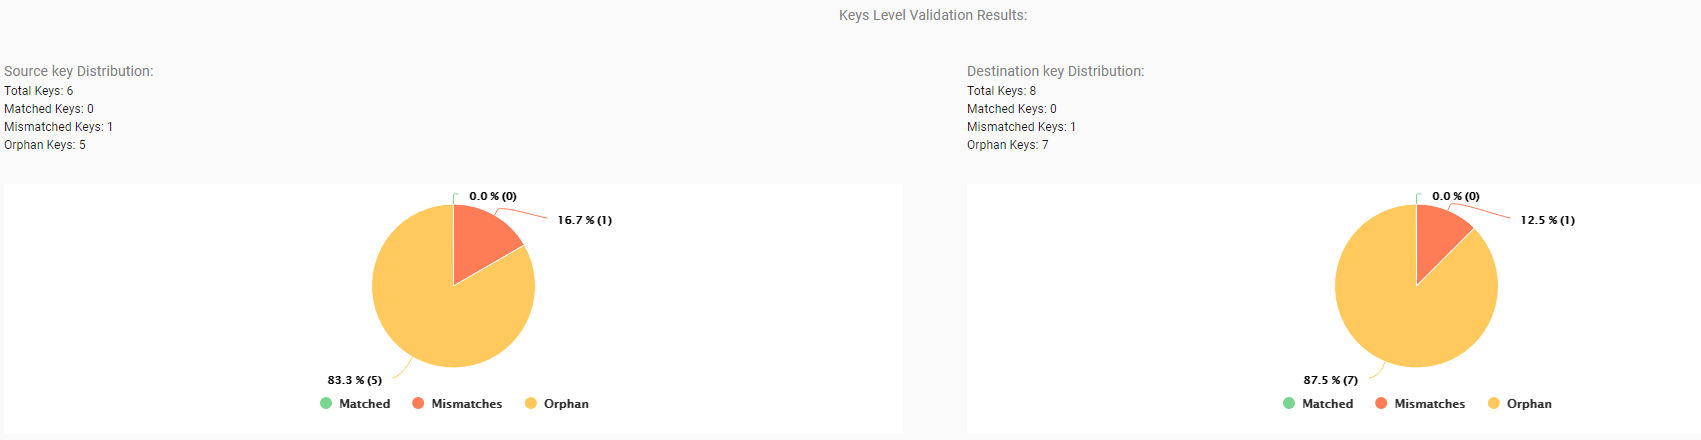 Keys Level Validation Results:
Source key Distribution:
Total Keys: 6
Matched Keys: 0
Mismatched Keys: 1
Orphan Keys: 5
0.0 % (0)
16.7 % (1)
83.3 % (5)
Matched Mismatches Orphan
Destination key Distribution:
Total Keys: 8
Matched Keys: 0
Mismatched Keys: 1
Orphan Keys: 7
0.0 % (0)
12.5 % (1)
87.5 % (7)
Matched Mismatches Orphan